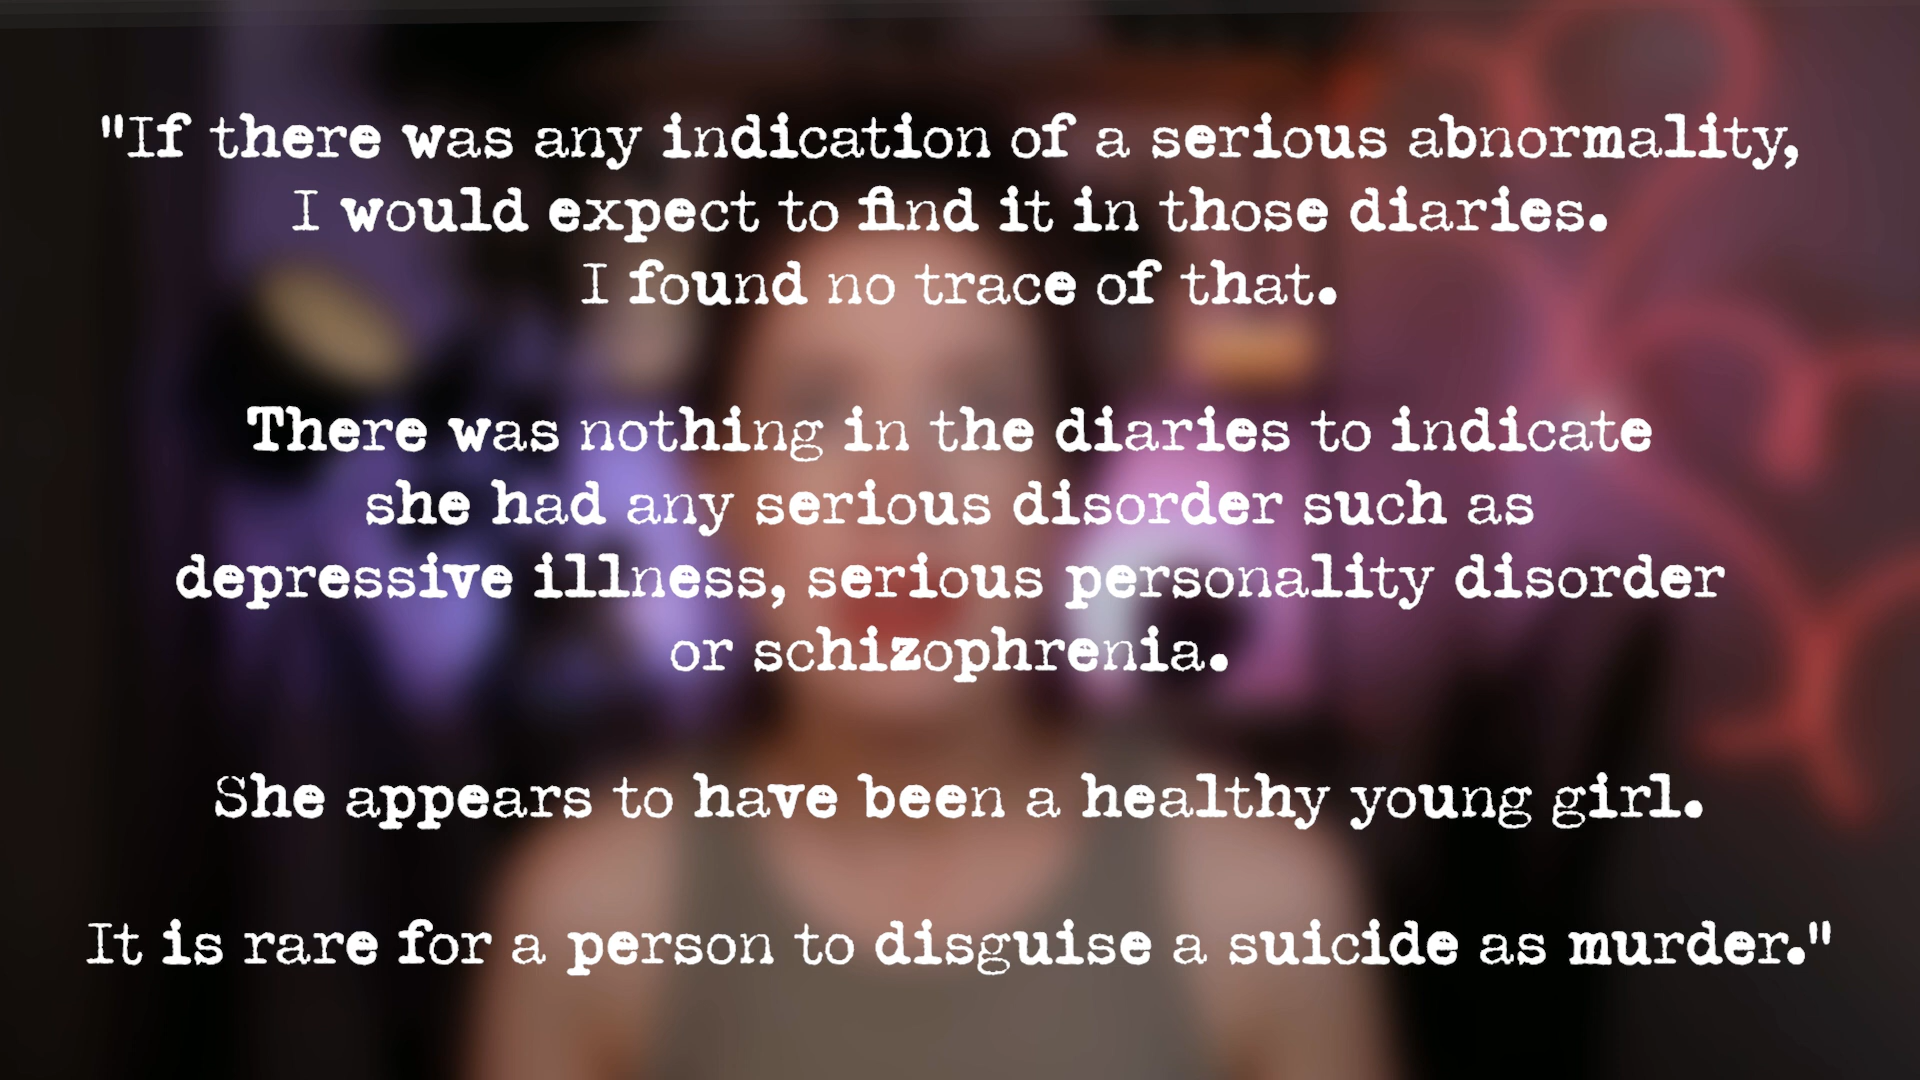 "If there was any indication of a serious abnormality,
I would expect to find it in those diaries.
I found no trace of that.
There was nothing in the diaries to indicate
she had any serious disorder such as
depressive illness, serious personality disorder
or schizophrenia.
She appears to have been a healthy young girl.
It is rare for a person to disguise a suicide as murder."